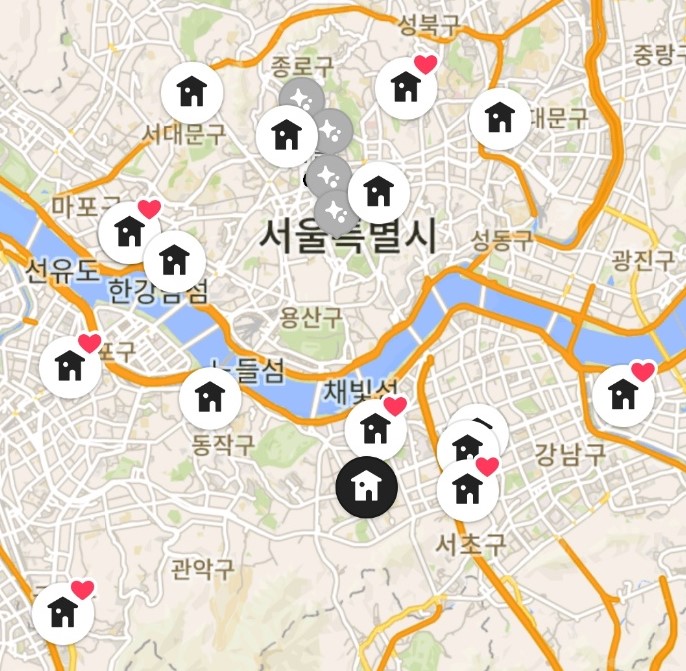 성북구
종로구
중랑구
서대문구
대문구
마포구
서울특별시
성동구
선유도
광진구
한강밤섬
용산구
포구
노들섬
채빛섬
동작구
강남구
서초구
관악구